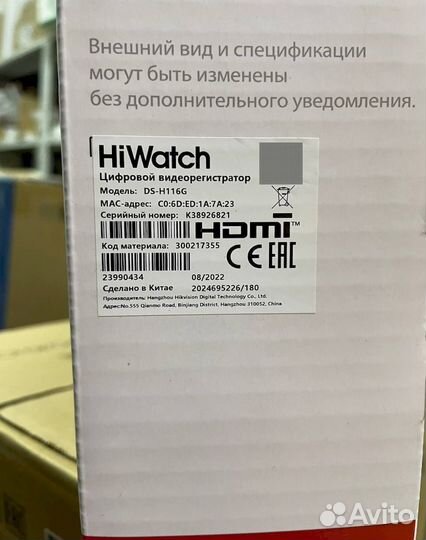 Внешний вид и спецификации
могут быть изменены
без дополнительного уведомления.
HiWatch
Цифровой видеорегистратор
Модель: DS-H116G
MAC-адрес: C0:6D:ED:1A:7A:23
Серийный номер: K38926821
HDMI™
Код материала: 300217355
CE EAC
23990434 08/2022
Сделано в Китае 2024695226/180
Производитель: Hangzhou Hikvision Digital Technology Co., Ltd.
Адрес:No.555 Qianmo Road, Binjiang District, Hangzhou 310052, China
Avito